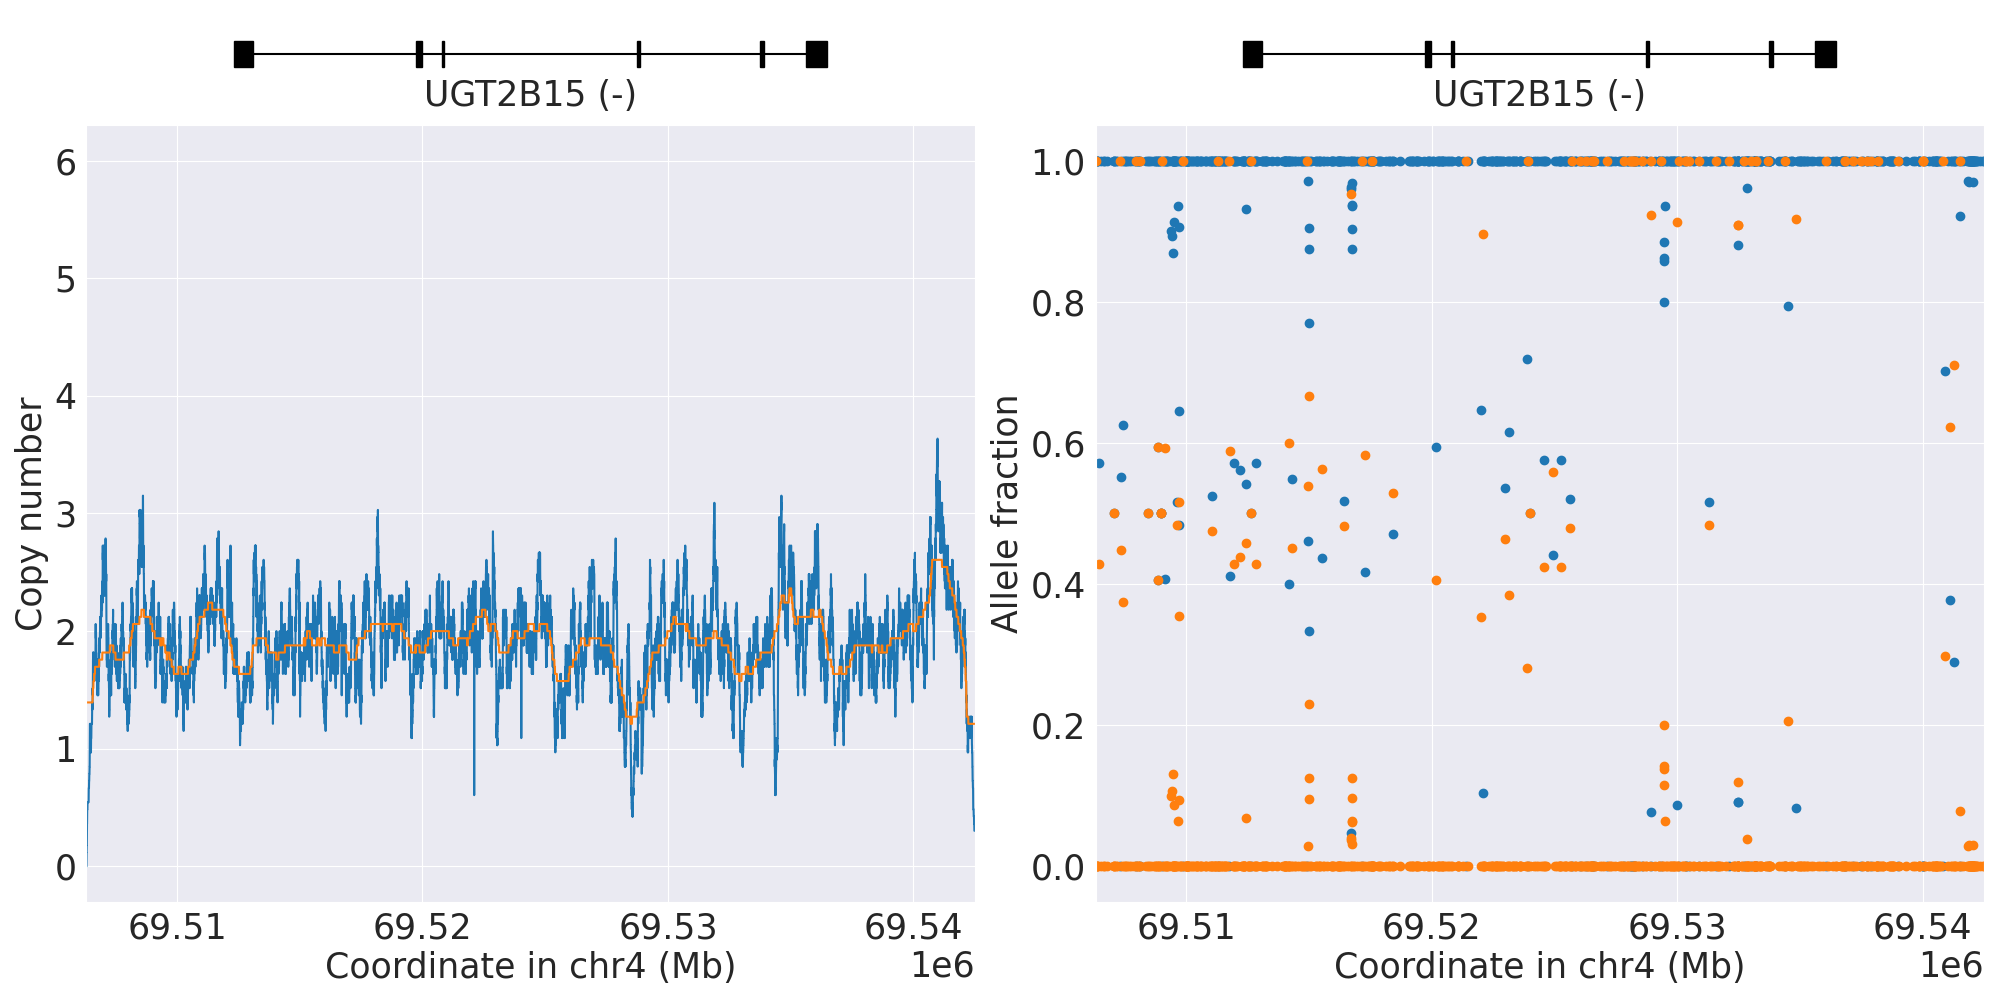 UGT2B15 (-)
6
5
4
3
2
1
0
Copy number
69.51 69.52 69.53 69.54
Coordinate in chr4 (Mb)
1e6
UGT2B15 (-)
1.0
0.8
0.6
0.4
0.2
0.0
Allele fraction
69.51 69.52 69.53 69.54
Coordinate in chr4 (Mb)
1e6